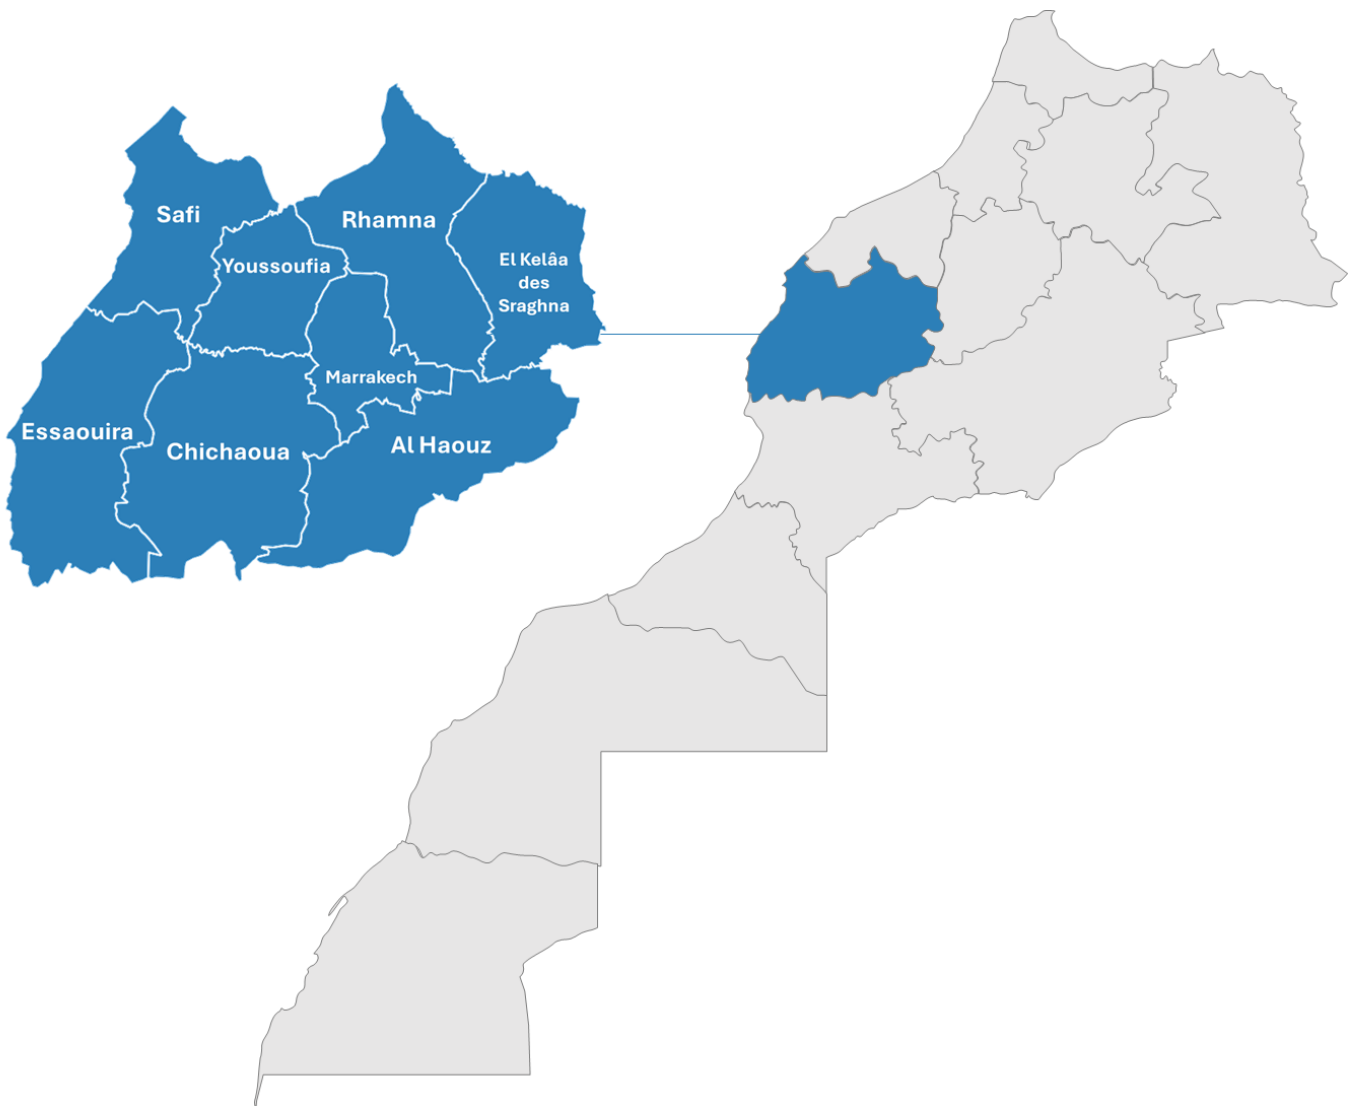 Safi
Rhamna
Youssoufia
El Kelâa
des
Sraghna
Marrakech
Essaouira
Chichaoua
Al Haouz